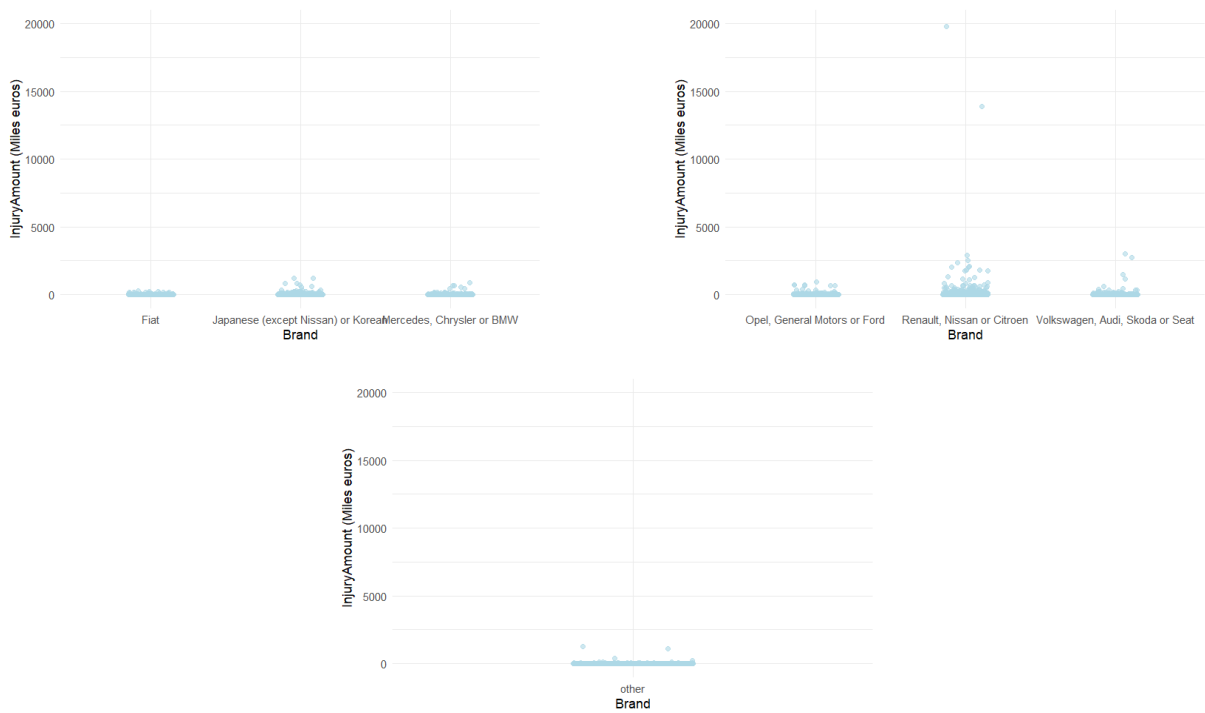 20000
15000
10000
5000
0
InjuryAmount (Miles euros)
Fiat
Japanese (except Nissan) or Korean
Mercedes, Chrysler or BMW
Brand
20000
15000
10000
5000
0
InjuryAmount (Miles euros)
Opel, General Motors or Ford
Renault, Nissan or Citroen
Volkswagen, Audi, Skoda or Seat
Brand
20000
15000
10000
5000
0
InjuryAmount (Miles euros)
other
Brand